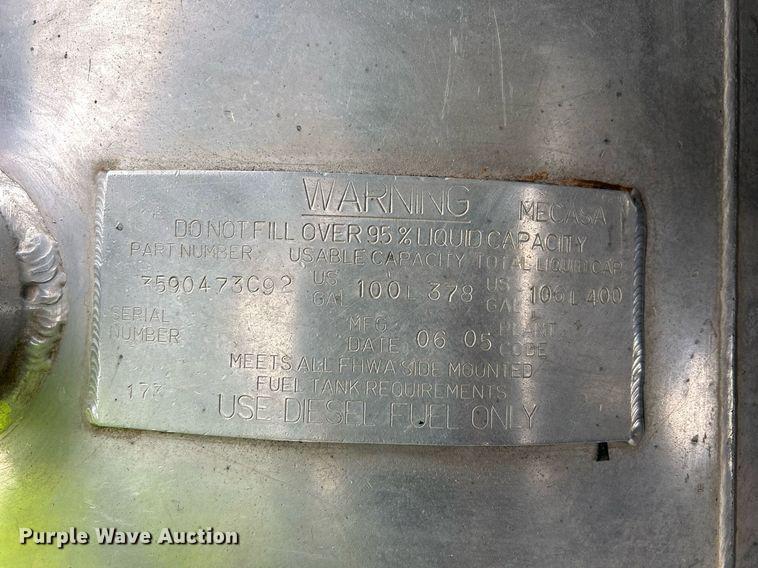 WARNING MECASA
DO NOT FILL OVER 95 % LIQUID CAPACITY
PART NUMBER USABLE CAPACITY TOTAL LIQUID CAP
3590473C92 US GAL 100 L 378 US GAL 106 L 400
SERIAL NUMBER MFG DATE 06 05 PLANT CODE
MEETS ALL FHWA SIDE MOUNTED
173 FUEL TANK REQUIREMENTS
USE DIESEL FUEL ONLY
Purple Wave Auction